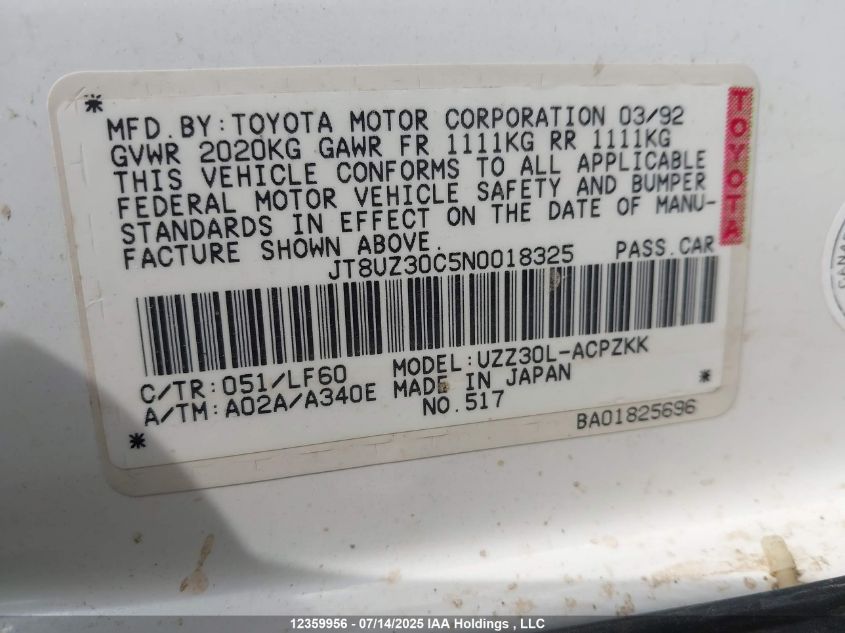 MFD.BY:TOYOTA MOTOR CORPORATION 03/92
GVWR 2020KG GAWR FR 1111KG RR 1111KG
THIS VEHICLE CONFORMS TO ALL APPLICABLE
FEDERAL MOTOR VEHICLE SAFETY AND BUMPER
STANDARDS IN EFFECT ON THE DATE OF MANU-
FACTURE SHOWN ABOVE.
TOYOTA
JT8UZ30C5N0018325 PASS.CAR
C/TR:051/LF60 MODEL:UZZ30L-ACPZKK
A/TM:A02A/A340E MADE IN JAPAN
NO.517
BA01825696
12359956 - 07/14/2025 IAA Holdings, , LLC